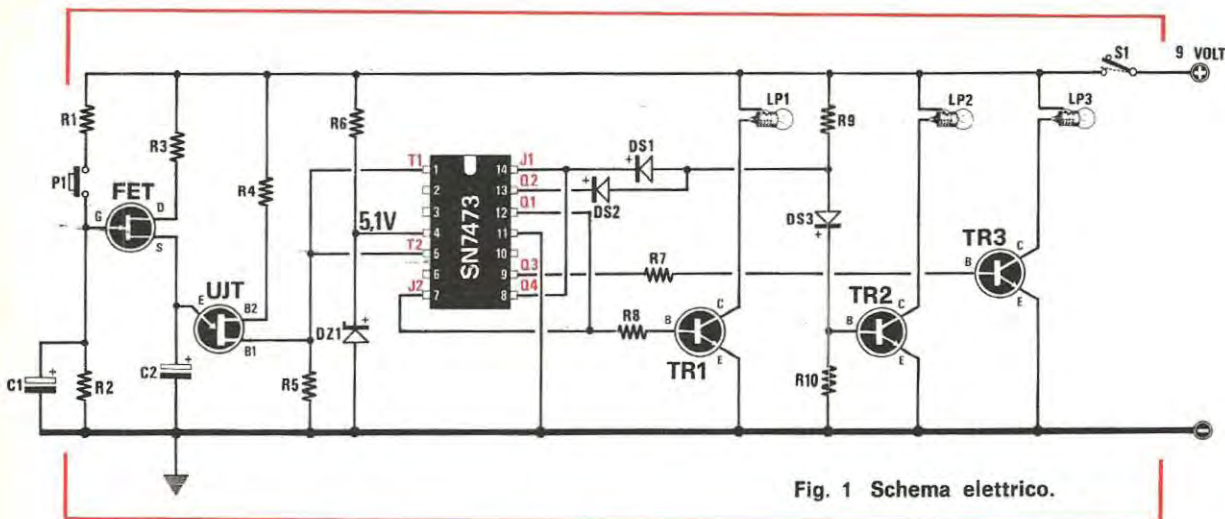 S1
9 VOLT
+
R1
R3
R4
R6
P1
FET
G
D
S
UJT
E
B2
B1
C1
+
R2
C2
+
R5
DZ1
+
5,1V
T1
T2
J2
SN7473
1
2
3
4
5
6
7
14
13
12
11
10
9
8
J1
Q2
Q1
Q3
Q4
DS1
+
DS2
+
R7
R8
LP1
R9
DS3
+
R10
LP2
LP3
TR1
B
C
E
TR2
B
C
E
TR3
B
C
E
-
Fig. 1 Schema elettrico.